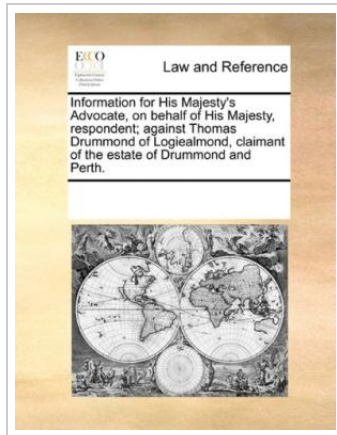 ECCO
Law and Reference
Information for His Majesty's
Advocate, on behalf of His Majesty,
respondent; against Thomas
Drummond of Logiealmond, claimant
of the estate of Drummond and
Perth.